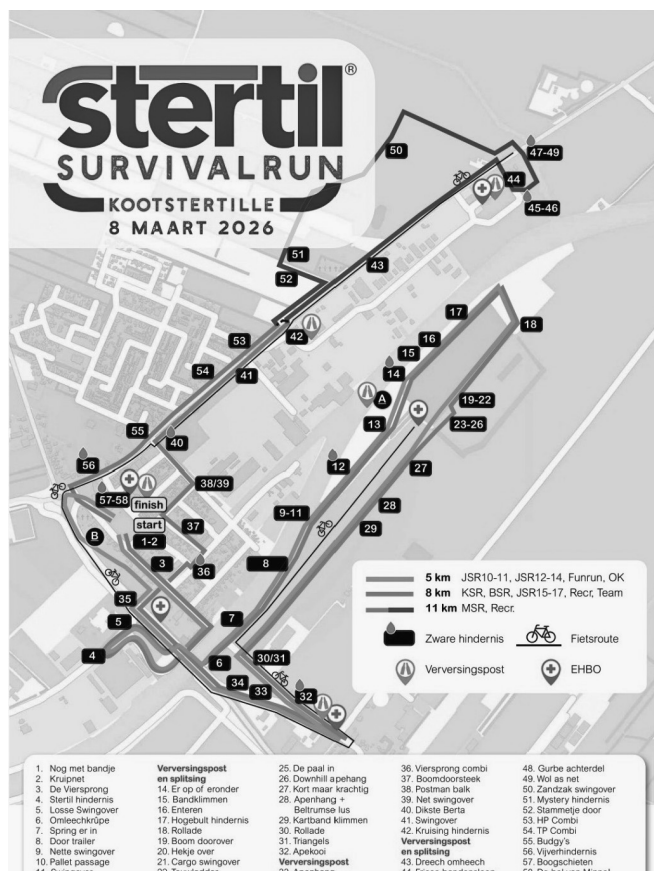 stertil®
SURVIVALRUN
KOOTSTERTILLE
8 MAART 2026
50
47-49
44
45-46
51
52
43
42
53
54
41
17
16
18
15
14
A
13
19-22
23-26
55
40
56
12
27
38/39
57-58
finish
start
1-2
9-11
28
29
37
B
3
36
8
35
5
7
4
6
30/31
34
33
32
5 km JSR10-11, JSR12-14, Funrun, OK
8 km KSR, BSR, JSR15-17, Recr, Team
11 km MSR, Recr.
Zware hindernis
Fietsroute
Verversingspost
EHBO
1. Nog met bandje
2. Kruipnet
3. De Viersprong
4. Stertil hindernis
5. Losse Swingover
6. Omleechkrûpe
7. Spring er in
8. Door trailer
9. Nette swingover
10. Pallet passage
Verversingspost
en splitsing
14. Er op of eronder
15. Bandklimmen
16. Enteren
17. Hogebult hindernis
18. Rollade
19. Boom doorover
20. Hekje over
21. Cargo swingover
25. De paal in
26. Downhill apehang
27. Kort maar krachtig
28. Apenhang +
Beltrumse lus
29. Kartband klimmen
30. Rollade
31. Triangels
32. Apekooi
Verversingspost
36. Viersprong combi
37. Boomdoorsteek
38. Postman balk
39. Net swingover
40. Dikste Berta
41. Swingover
42. Kruising hindernis
Verversingspost
en splitsing
43. Dreech omheech
48. Gurbe achterdel
49. Wol as net
50. Zandzak swingover
51. Mystery hindernis
52. Stammetje door
53. HP Combi
54. TP Combi
55. Budgy's
56. Vijverhindernis
57. Boogschieten